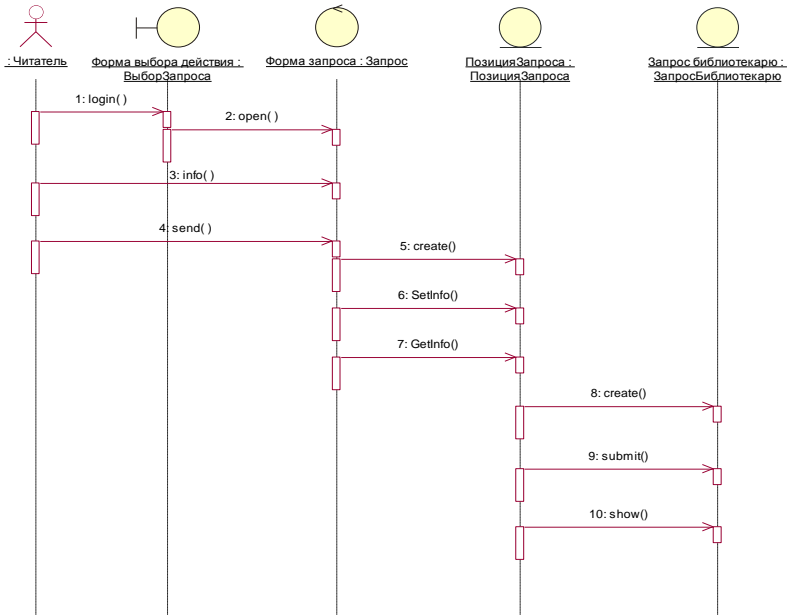 : Читатель
Форма выбора действия :
ВыборЗапроса
Форма запроса : Запрос
ПозицияЗапроса :
ПозицияЗапроса
Запрос библиотекарю :
ЗапросБиблиотекарю
1: login( )
2: open( )
3: info( )
4: send( )
5: create()
6: SetInfo()
7: GetInfo()
8: create()
9: submit()
10: show()